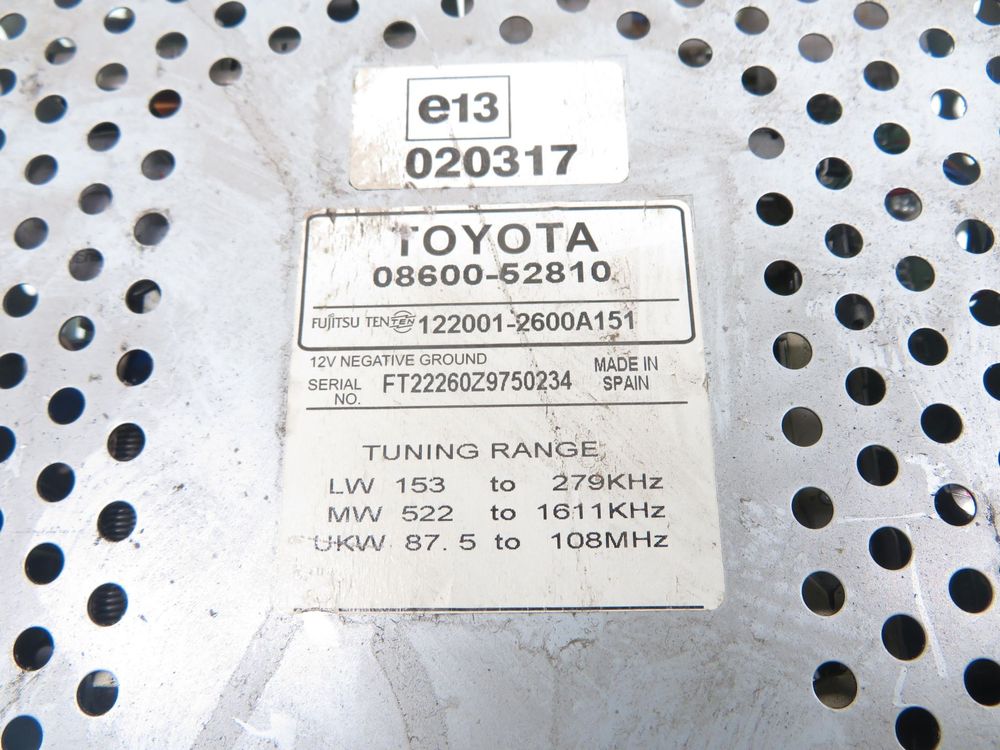 e13
020317
TOYOTA
08600-52810
FUJITSU TEN TEN 122001-2600A151
12V NEGATIVE GROUND
SERIAL NO. FT22260Z9750234 MADE IN SPAIN
TUNING RANGE
LW 153 to 279KHz
MW 522 to 1611KHz
UKW 87.5 to 108MHz